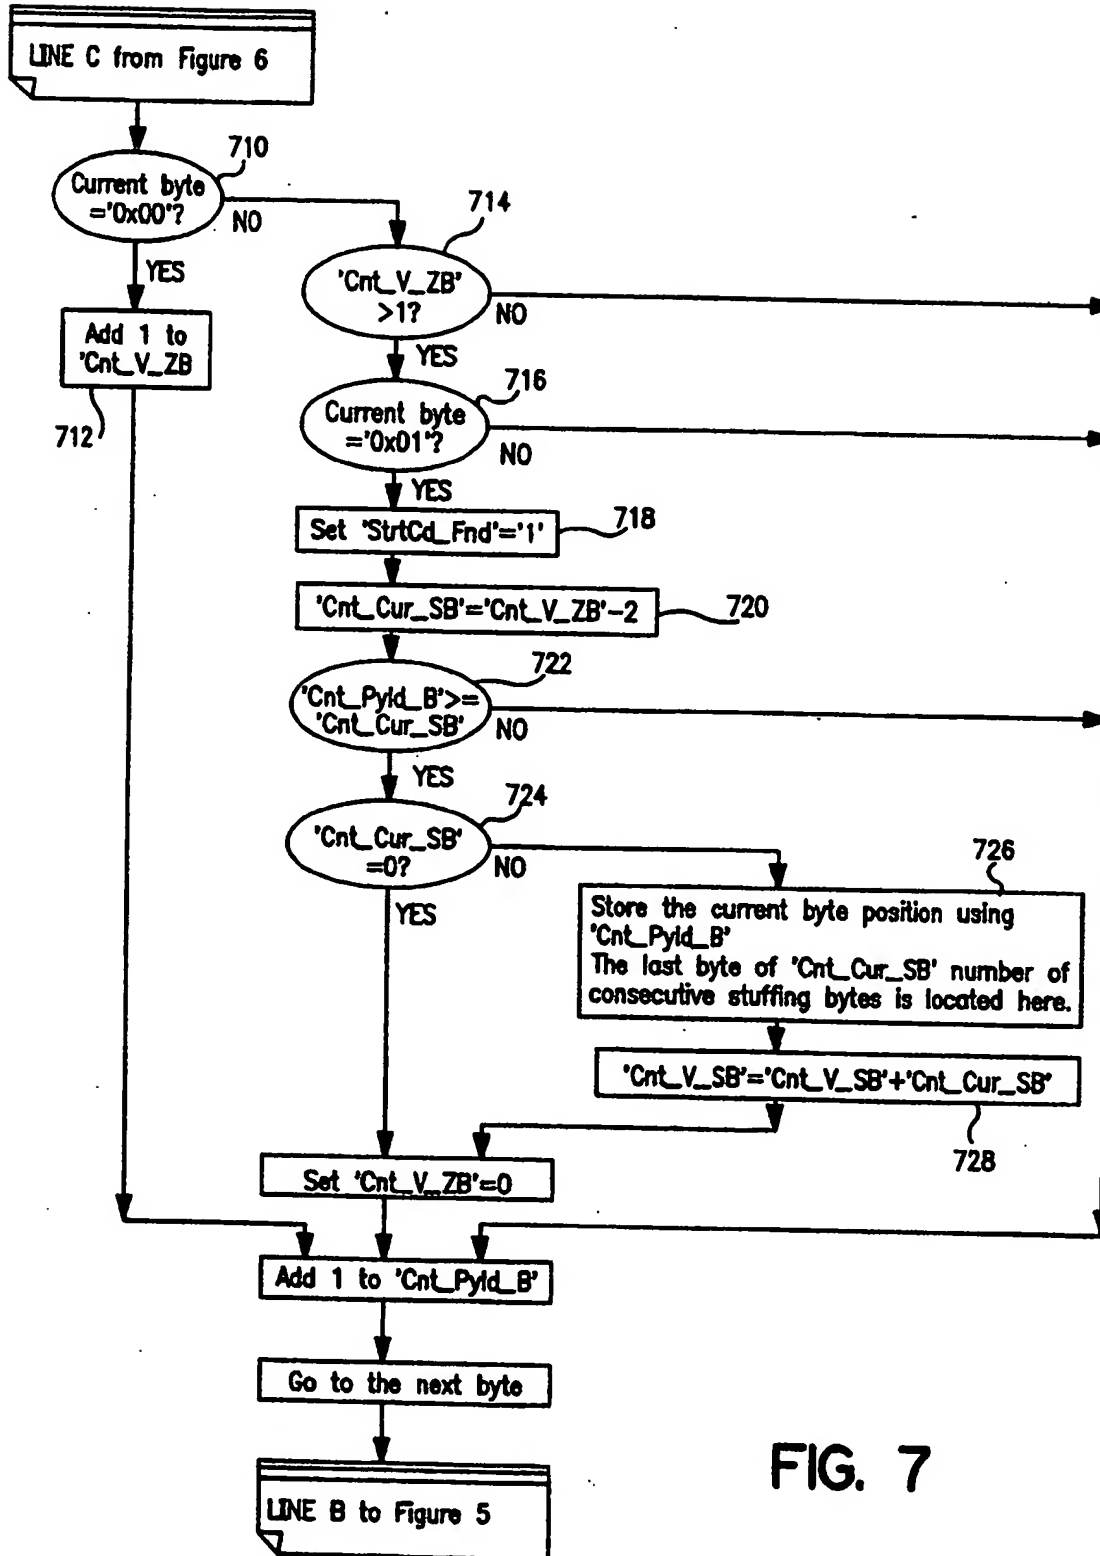 LINE C from Figure 6
710
Current byte
='0x00'?
NO
YES
Add 1 to
'Cnt_V_ZB
712
714
'Cnt_V_ZB'
>1?
NO
YES
716
Current byte
='0x01'?
NO
YES
Set 'StrtCd_Fnd'='1'
718
'Cnt_Cur_SB'='Cnt_V_ZB'-2
720
722
'Cnt_Pyld_B'>=
'Cnt_Cur_SB'
NO
YES
724
'Cnt_Cur_SB'
=0?
NO
YES
726
Store the current byte position using
'Cnt_Pyld_B'
The last byte of 'Cnt_Cur_SB' number of
consecutive stuffing bytes is located here.
'Cnt_V_SB'='Cnt_V_SB'+'Cnt_Cur_SB'
728
Set 'Cnt_V_ZB'=0
Add 1 to 'Cnt_Pyld_B'
Go to the next byte
LINE B to Figure 5
FIG. 7